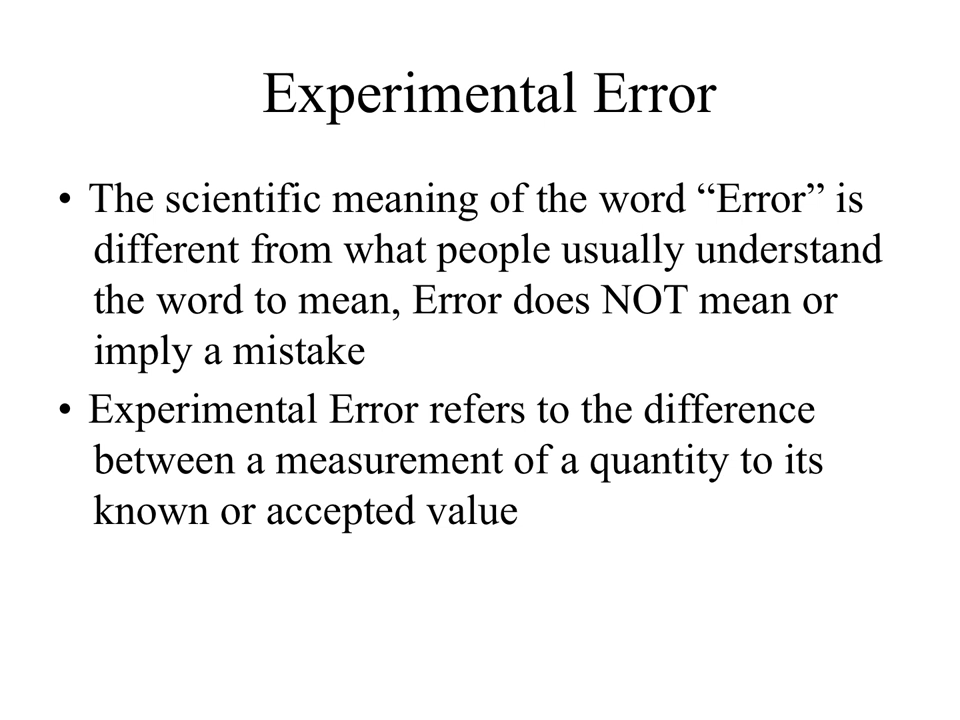 Experimental Error
• The scientific meaning of the word “Error” is
different from what people usually understand
the word to mean, Error does NOT mean or
imply a mistake
• Experimental Error refers to the difference
between a measurement of a quantity to its
known or accepted value